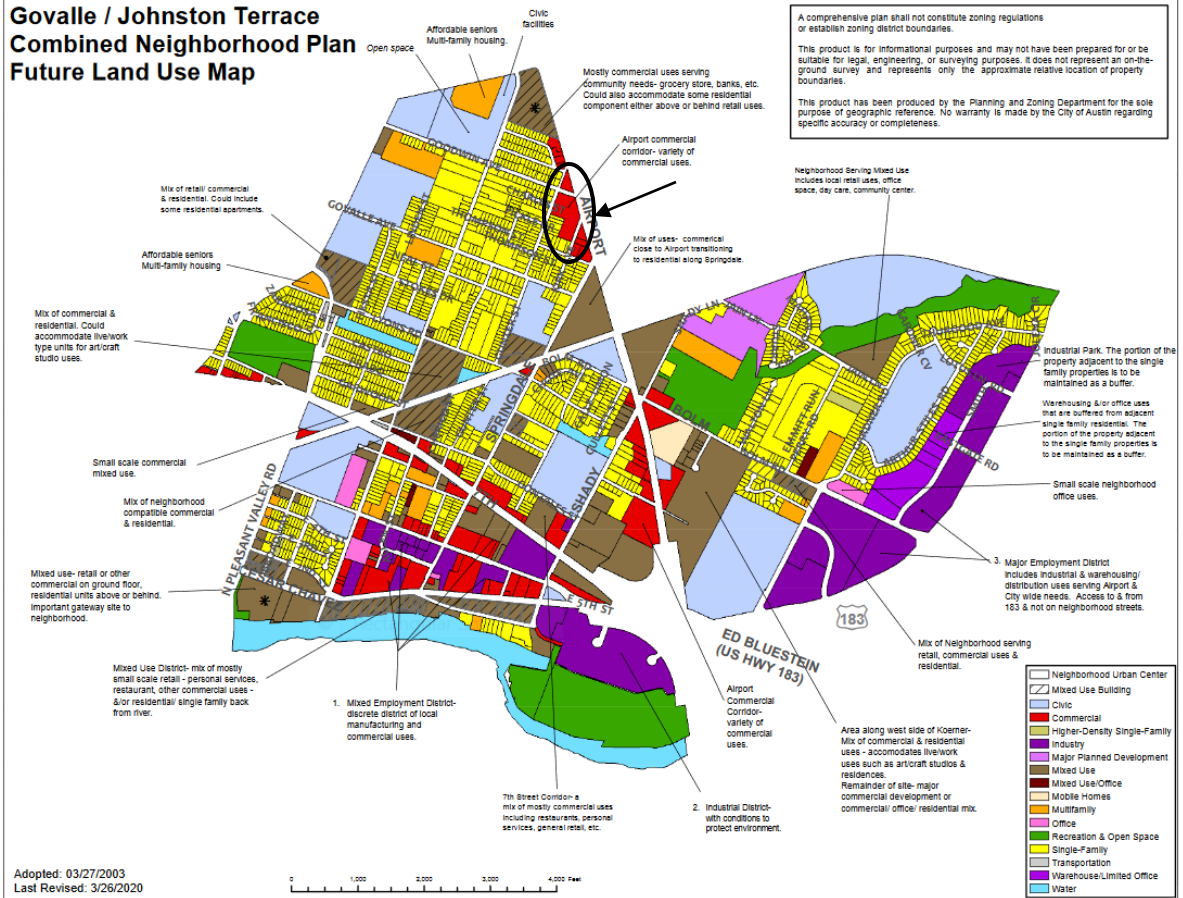 Govalle / Johnston Terrace
Combined Neighborhood Plan
Future Land Use Map
A comprehensive plan shall not constitute zoning regulations
or establish zoning district boundaries.
This product is for informational purposes and may not have been prepared for or be
suitable for legal, engineering, or surveying purposes. It does not represent an on-the-
ground survey and represents only the approximate relative location of property
boundaries.
This product has been produced by the Planning and Zoning Department for the sole
purpose of geographic reference. No warranty is made by the City of Austin regarding
specific accuracy or completeness.
Open space
Affordable seniors
Multi-family housing.
Civic
facilities
Mostly commercial uses serving
community needs- grocery store, banks, etc.
Could also accommodate some residential
component either above or behind retail uses.
Airport commercial
corridor- variety of
commercial uses.
Neighborhood Serving Mixed Use
Includes local retail uses, office
space, day care, community center.
Mix of retail/ commercial
& residential. Could include
some residential apartments.
Mix of uses- commerical
close to Airport transitioning
to residential along Springdale.
Affordable seniors
Multi-family housing
Mix of commercial &
residential. Could
accommodate live/work
type units for art/craft
studio uses.
Industrial Park. The portion of the
property adjacent to the single
family properties is to be
maintained as a buffer.
Warehousing &/or office uses
that are buffered from adjacent
single family residential. The
portion of the property adjacent
to the single family properties is
to be maintained as a buffer.
Small scale commercial
mixed use.
Small scale neighborhood
office uses.
Mix of neighborhood
compatible commercial
& residential.
Mixed use- retail or other
commercial on ground floor,
residential units above or behind.
Important gateway site to
neighborhood.
3. Major Employment District
Includes industrial & warehousing/
distribution uses serving Airport &
City wide needs. Access to & from
183 & not on neighborhood streets.
Mixed Use District- mix of mostly
small scale retail - personal services,
restaurant, other commercial uses -
&/or residential/ single family back
from river.
1. Mixed Employment District-
discrete district of local
manufacturing and
commercial uses.
Mix of Neighborhood serving
retail, commercial uses &
residential.
Airport
Commercial
Corridor-
variety of
commercial
uses.
Area along west side of Koerner-
Mix of commercial & residential
uses - accomodates live/work
uses such as art/craft studios &
residences.
Remainder of site- major
commercial development or
commercial/ office/ residential mix.
7th Street Corridor- a
mix of mostly commercial uses
including restaurants, personal
services, general retail, etc.
2. Industrial District-
with conditions to
protect environment.
GOODWIN AVE
GOVALLE AVE
AIRPORT
BOLM RD
SPRINGDALE
BOLM
SHADY
N PLEASANT VALLEY RD
CESAR CHAVEZ
E 5TH ST
ED BLUESTEIN
(US HWY 183)
183
Neighborhood Urban Center
Mixed Use Building
Civic
Commercial
Higher-Density Single-Family
Industry
Major Planned Development
Mixed Use
Mixed Use/Office
Mobile Homes
Multifamily
Office
Recreation & Open Space
Single-Family
Transportation
Warehouse/Limited Office
Water
Adopted: 03/27/2003
Last Revised: 3/26/2020
0 1,000 2,000 3,000 4,000 Feet